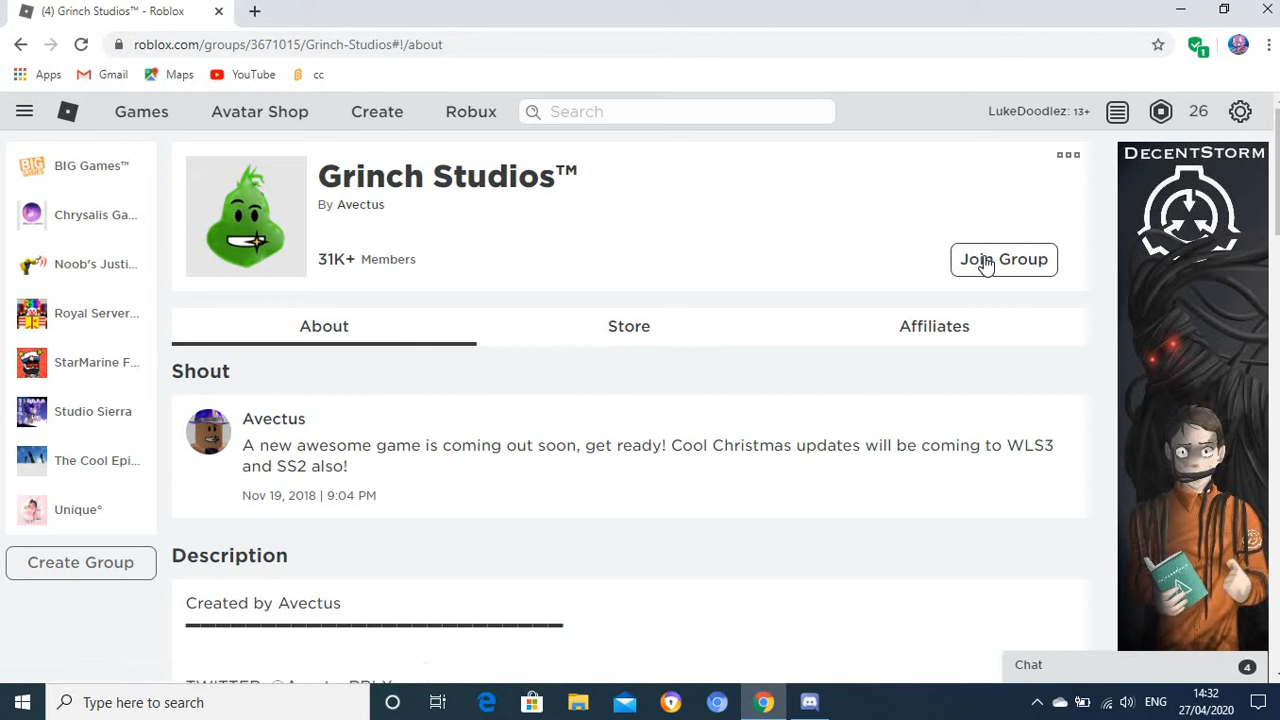 (4) Grinch Studios™ - Roblox
roblox.com/groups/3671015/Grinch-Studios#!/about
1
Apps Gmail Maps YouTube cc
Games Avatar Shop Create Robux Search LukeDoodlez: 13+ 26
BIG Games™
Chrysalis Ga...
Noob's Justi...
Royal Server...
StarMarine F...
Studio Sierra
The Cool Epi...
Unique°
Create Group
Grinch Studios™
By Avectus
31K+ Members
Join Group
About Store Affiliates
Shout
Avectus
A new awesome game is coming out soon, get ready! Cool Christmas updates will be coming to WLS3
and SS2 also!
Nov 19, 2018 | 9:04 PM
Description
Created by Avectus
DECENTSTORM
Chat 4
Type here to search
ENG
14:32
27/04/2020